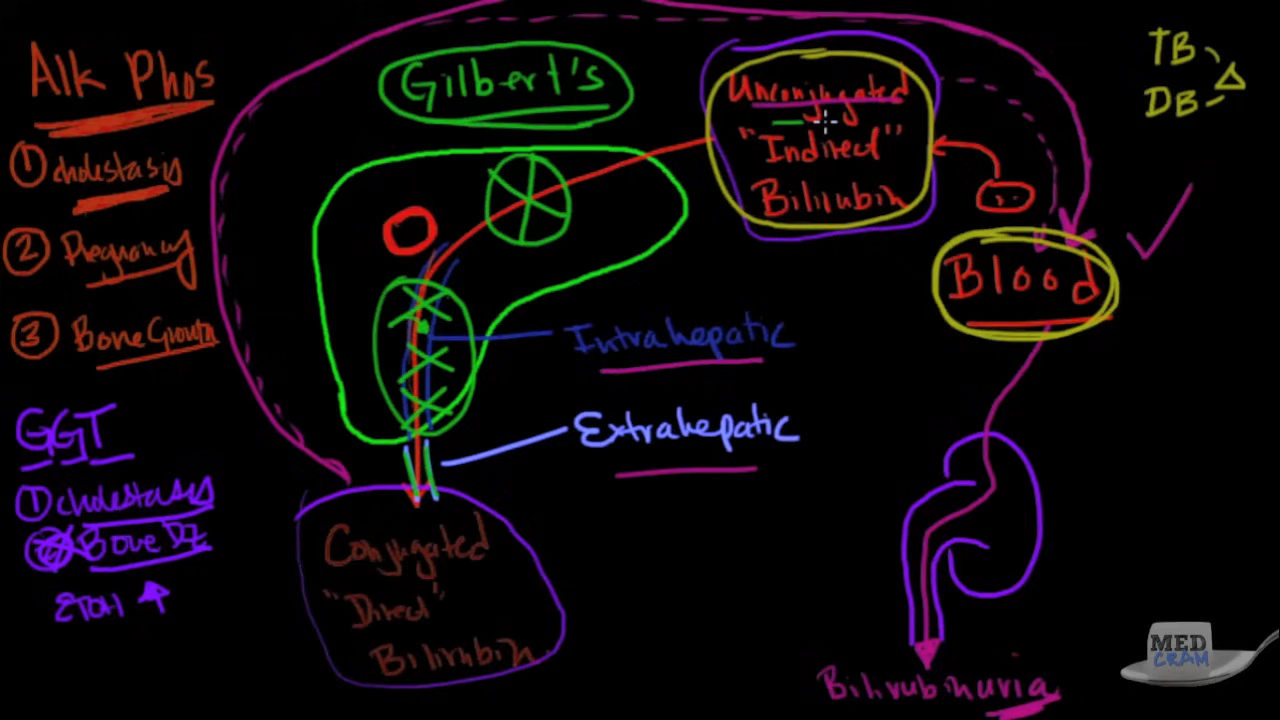 Alk Phos
① cholestasis
② Pregnancy
③ Bone Growth
GGT
① cholestasis
② Bone DZ
ETOH
Gilbert's
Unconjugated
"Indirect"
Bilirubin
TB
DB
Blood
Intrahepatic
Extrahepatic
Conjugated
"Direct"
Bilirubin
Bilirubinuria
MED
CRAM